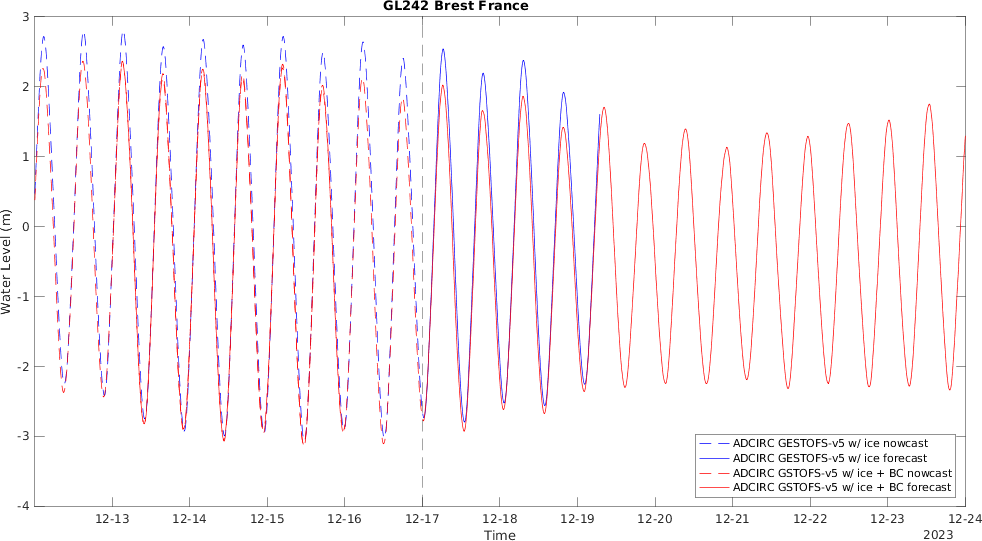 GL242 Brest France
3
2
1
0
-1
-2
-3
-4
Water Level (m)
ADCIRC GESTOFS-v5 w/ ice nowcast
ADCIRC GESTOFS-v5 w/ ice forecast
ADCIRC GSTOFS-v5 w/ ice + BC nowcast
ADCIRC GSTOFS-v5 w/ ice + BC forecast
12-13 12-14 12-15 12-16 12-17 12-18 12-19 12-20 12-21 12-22 12-23 12-24
Time
2023